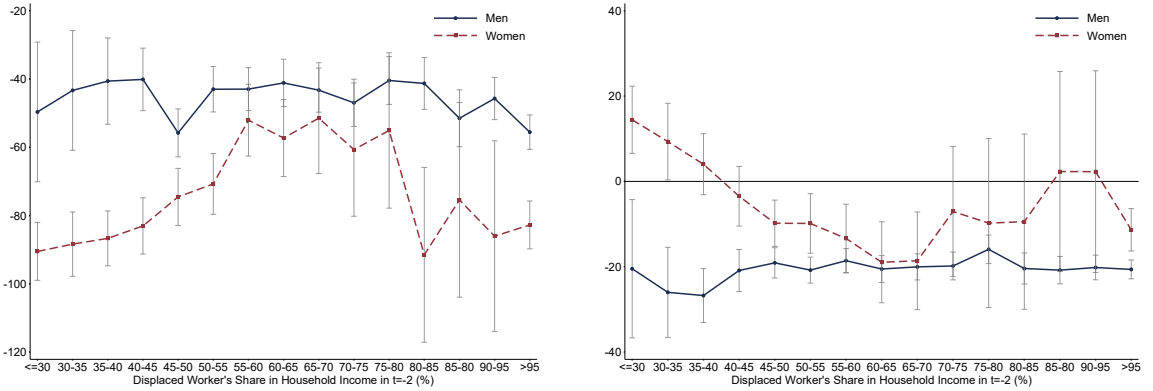 -20
-40
-60
-80
-100
-120
Men
Women
<=30 30-35 35-40 40-45 45-50 50-55 55-60 60-65 65-70 70-75 75-80 80-85 85-80 90-95 >95
Displaced Worker's Share in Household Income in t=-2 (%)
40
20
0
-20
-40
Men
Women
<=30 30-35 35-40 40-45 45-50 50-55 55-60 60-65 65-70 70-75 75-80 80-85 85-80 90-95 >95
Displaced Worker's Share in Household Income in t=-2 (%)